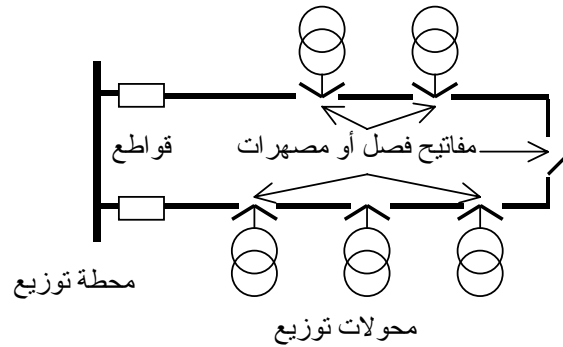 قواطع
مفاتيح فصل أو مصهرات
محطة توزيع
محولات توزيع